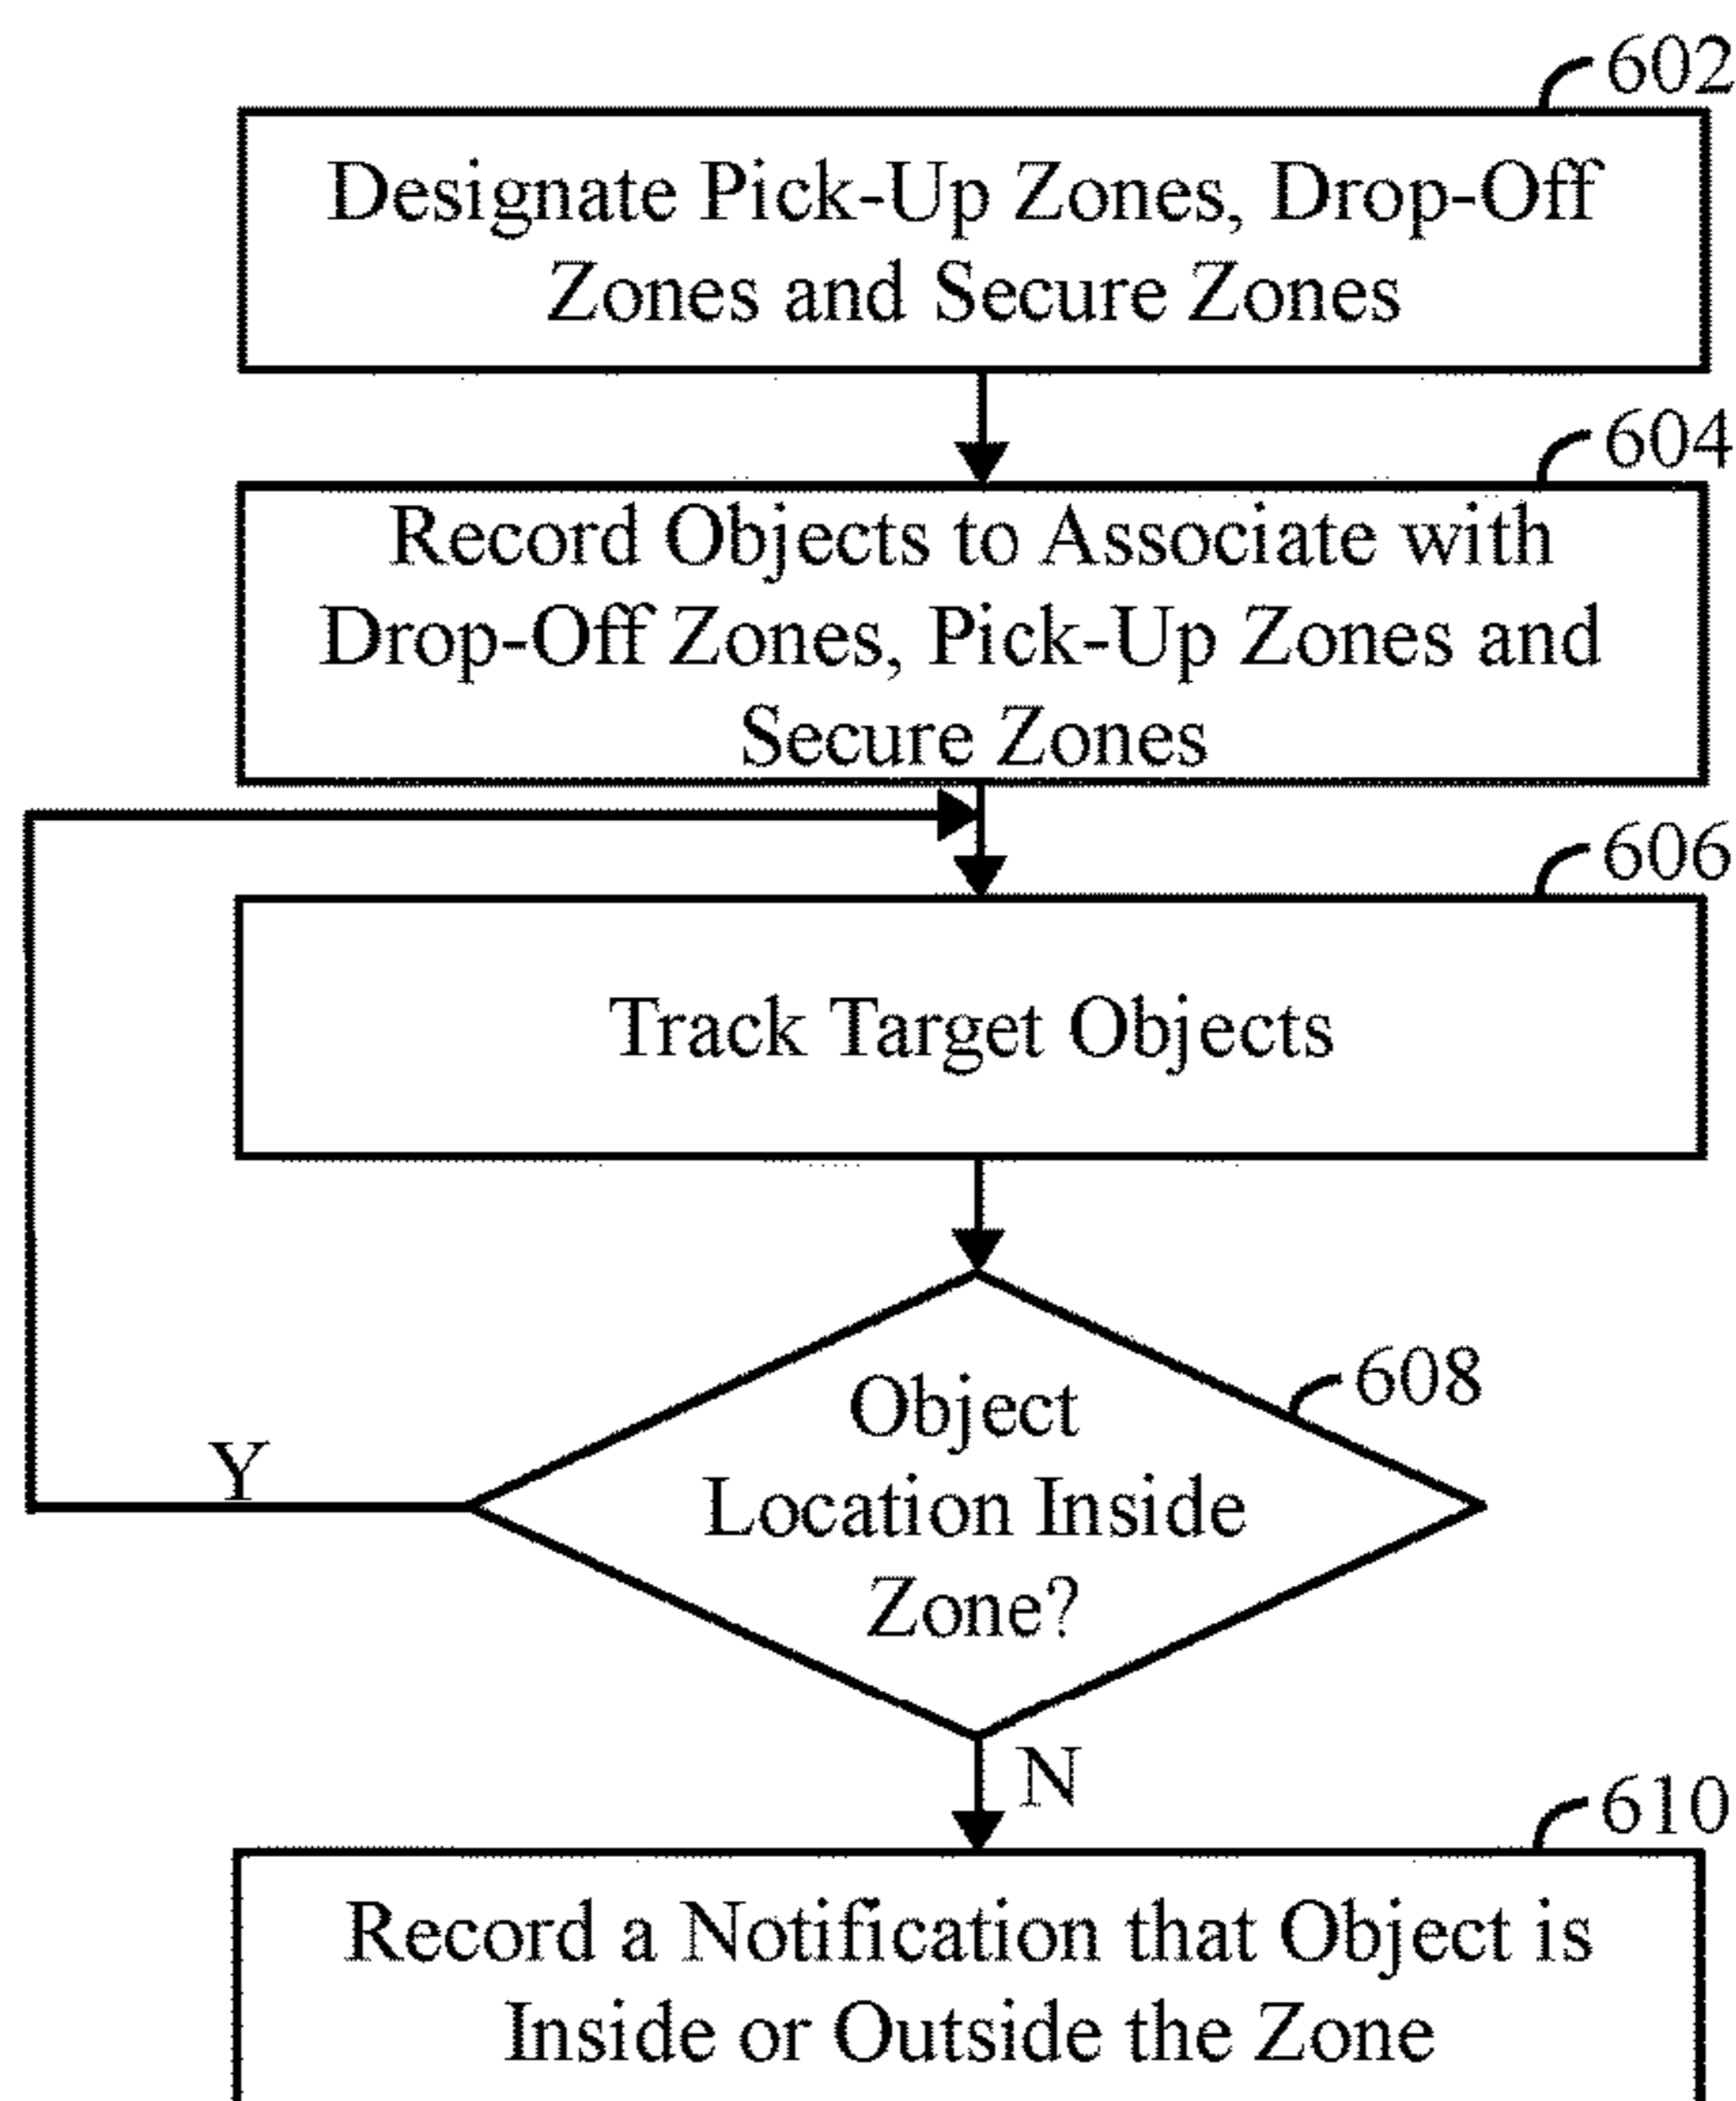 602
Designate Pick-Up Zones, Drop-Off
Zones and Secure Zones
604
Record Objects to Associate with
Drop-Off Zones, Pick-Up Zones and
Secure Zones
606
Track Target Objects
608
Object
Location Inside
Zone?
Y
N
610
Record a Notification that Object is
Inside or Outside the Zone